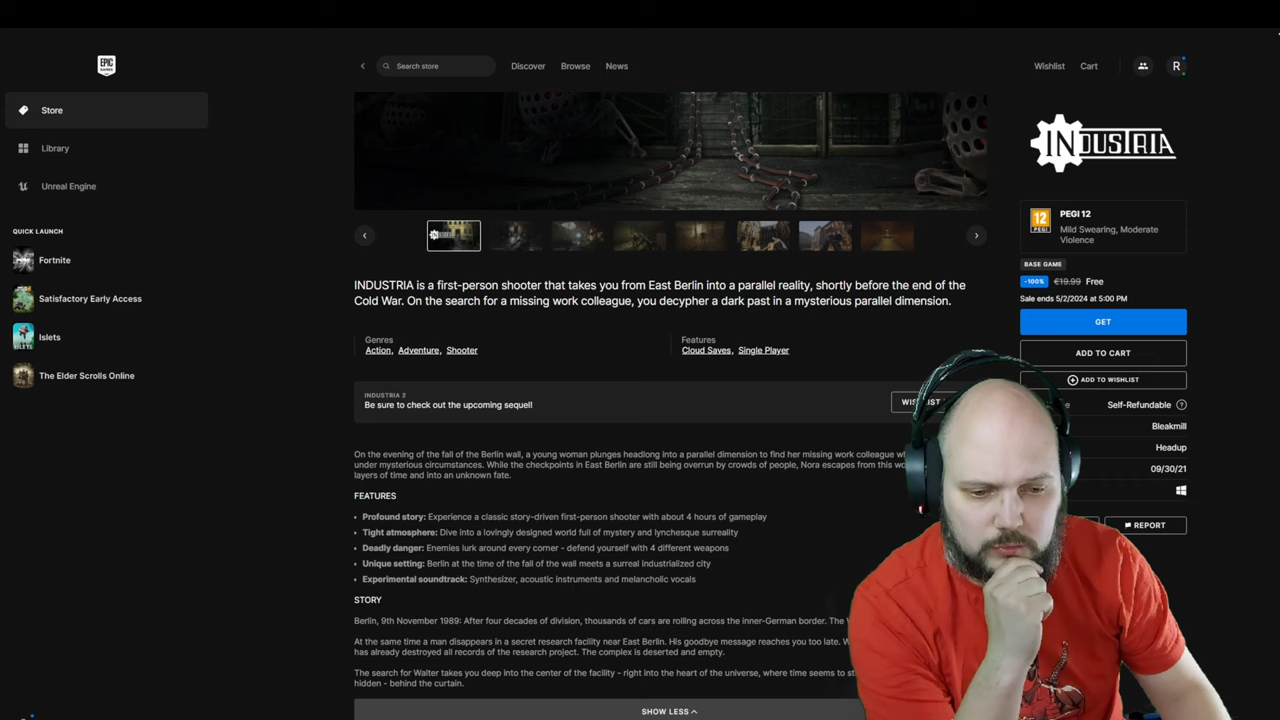 EPIC GAMES
Search store
Discover
Browse
News
Wishlist
Cart
R
Store
Library
Unreal Engine
QUICK LAUNCH
Fortnite
Satisfactory Early Access
Islets
The Elder Scrolls Online
INDUSTRIA
INDUSTRIA is a first-person shooter that takes you from East Berlin into a parallel reality, shortly before the end of the
Cold War. On the search for a missing work colleague, you decypher a dark past in a mysterious parallel dimension.
Genres
Action, Adventure, Shooter
Features
Cloud Saves, Single Player
INDUSTRIA 2
Be sure to check out the upcoming sequel!
On the evening of the fall of the Berlin wall, a young woman plunges headlong into a parallel dimension to find her missing work colleague
under mysterious circumstances. While the checkpoints in East Berlin are still being overrun by crowds of people, Nora escapes from this
layers of time and into an unknown fate.
FEATURES
• Profound story: Experience a classic story-driven first-person shooter with about 4 hours of gameplay
• Tight atmosphere: Dive into a lovingly designed world full of mystery and lynchesque surreality
• Deadly danger: Enemies lurk around every corner - defend yourself with 4 different weapons
• Unique setting: Berlin at the time of the fall of the wall meets a surreal industrialized city
• Experimental soundtrack: Synthesizer, acoustic instruments and melancholic vocals
STORY
Berlin, 9th November 1989: After four decades of division, thousands of cars are rolling across the inner-German border. The
At the same time a man disappears in a secret research facility near East Berlin. His goodbye message reaches you too late.
has already destroyed all records of the research project. The complex is deserted and empty.
The search for Walter takes you deep into the center of the facility - right into the heart of the universe, where time seems to
hidden - behind the curtain.
SHOW LESS
INDUSTRIA
12
PEGI
PEGI 12
Mild Swearing, Moderate
Violence
BASE GAME
-100% €19.99 Free
Sale ends 5/2/2024 at 5:00 PM
GET
ADD TO CART
ADD TO WISHLIST
Self-Refundable
Bleakmill
Headup
09/30/21
REPORT